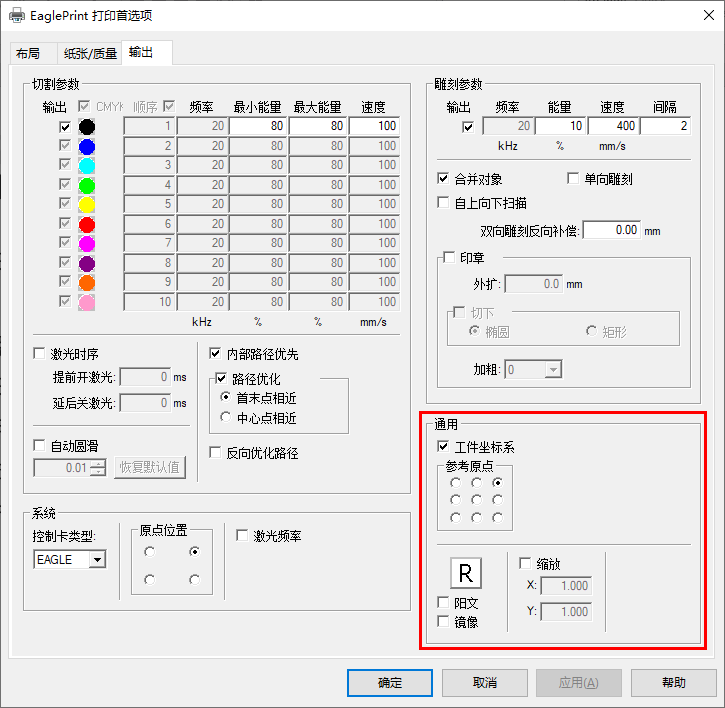 EaglePrint 打印首选项
布局 纸张/质量 输出
切割参数
输出 CMYK 顺序 频率 最小能量 最大能量 速度
1 20 80 80 100
2 20 80 80 100
3 20 80 80 100
4 20 80 80 100
5 20 80 80 100
6 20 80 80 100
7 20 80 80 100
8 20 80 80 100
9 20 80 80 100
10 20 80 80 100
kHz % % mm/s
激光时序
提前开激光: 0 ms
延后关激光: 0 ms
自动圆滑
0.01 恢复默认值
内部路径优先
路径优化
首末点相近
中心点相近
反向优化路径
系统
控制卡类型:
EAGLE
原点位置
激光频率
雕刻参数
输出 频率 能量 速度 间隔
20 10 400 2
kHz % mm/s
合并对象 单向雕刻
自上向下扫描
双向雕刻反向补偿: 0.00 mm
印章
外扩: 0.0 mm
切下
椭圆 矩形
加粗: 0
通用
工件坐标系
参考原点
R
阳文
镜像
缩放
X: 1.000
Y: 1.000
确定 取消 应用(A) 帮助